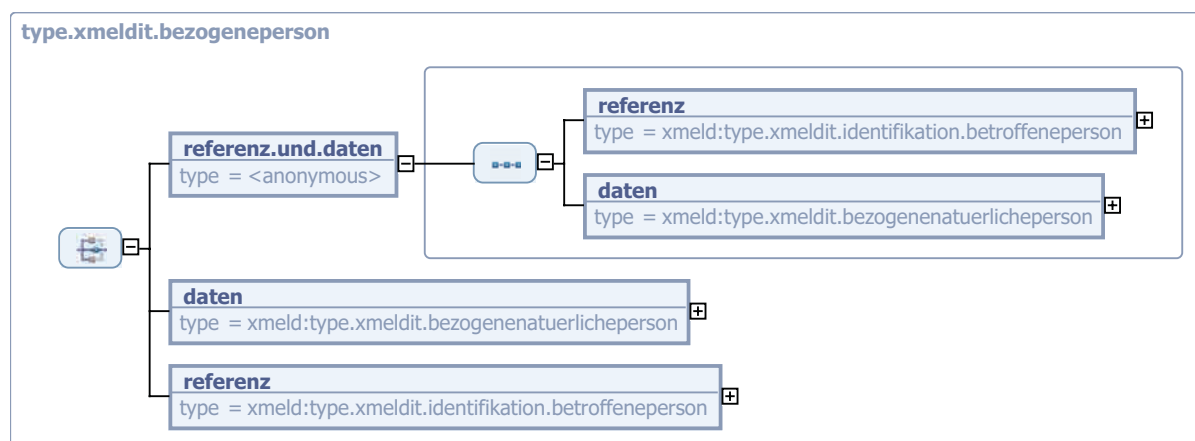 type.xmeldit.bezogeneperson
referenz.und.daten
type = <anonymous>
referenz
type = xmeld:type.xmeldit.identifikation.betroffeneperson
daten
type = xmeld:type.xmeldit.bezogenenatuerlicheperson
daten
type = xmeld:type.xmeldit.bezogenenatuerlicheperson
referenz
type = xmeld:type.xmeldit.identifikation.betroffeneperson